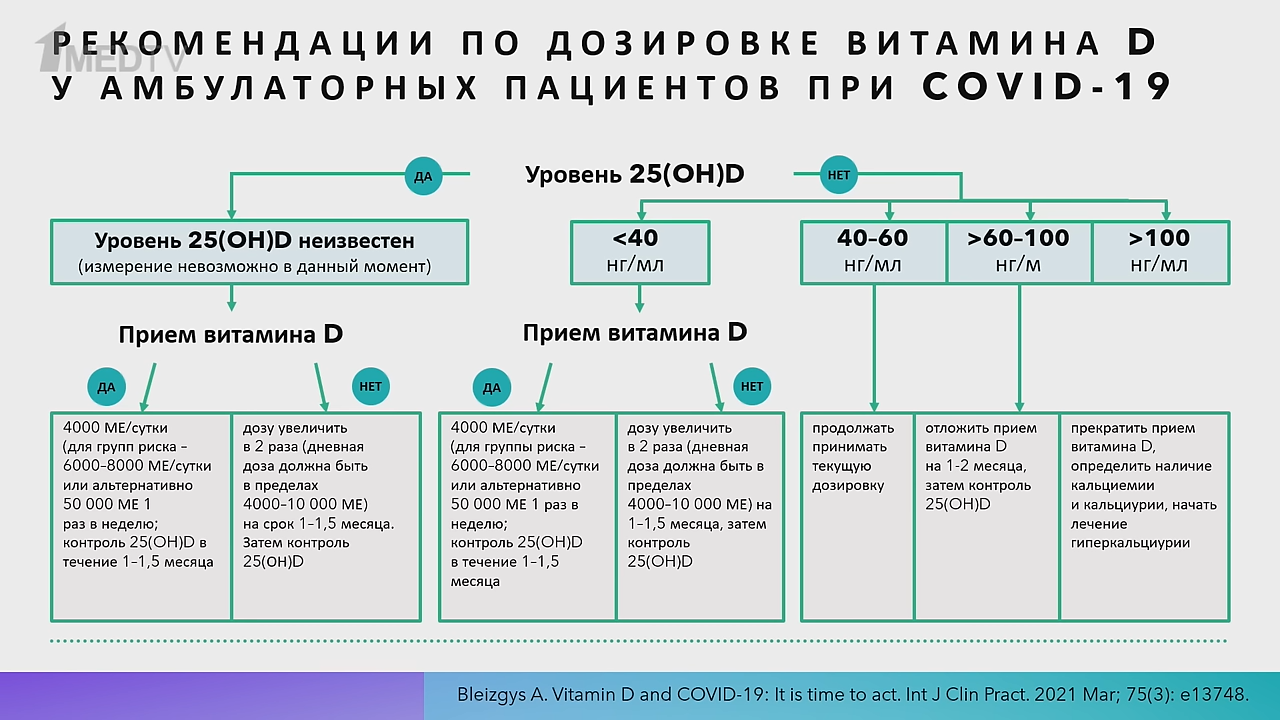 1MEDTV
РЕКОМЕНДАЦИИ ПО ДОЗИРОВКЕ ВИТАМИНА D
У АМБУЛАТОРНЫХ ПАЦИЕНТОВ ПРИ COVID-19
ДА
Уровень 25(OH)D
НЕТ
Уровень 25(OH)D неизвестен
(измерение невозможно в данный момент)
<40
нг/мл
40–60
нг/мл
>60–100
нг/м
>100
нг/мл
Прием витамина D
Прием витамина D
ДА
НЕТ
ДА
НЕТ
4000 МЕ/сутки
(для групп риска –
6000–8000 МЕ/сутки
или альтернативно
50 000 МЕ 1
раз в неделю;
контроль 25(OH)D в
течение 1–1,5 месяца
дозу увеличить
в 2 раза (дневная
доза должна быть
в пределах
4000–10 000 МЕ)
на срок 1–1,5 месяца.
Затем контроль
25(ОН)D
4000 МЕ/сутки
(для группы риска –
6000–8000 МЕ/сутки
или альтернативно
50 000 МЕ 1 раз в
неделю;
контроль 25(OH)D
в течение 1–1,5
месяца
дозу увеличить
в 2 раза (дневная
доза должна быть в
пределах
4000–10 000 МЕ) на
1–1,5 месяца, затем
контроль
25(OH)D
продолжать
принимать
текущую
дозировку
отложить прием
витамина D
на 1-2 месяца,
затем контроль
25(OH)D
прекратить прием
витамина D,
определить наличие
кальциемии
и кальциурии, начать
лечение
гиперкальциурии
Bleizgys A. Vitamin D and COVID-19: It is time to act. Int J Clin Pract. 2021 Mar; 75(3): e13748.